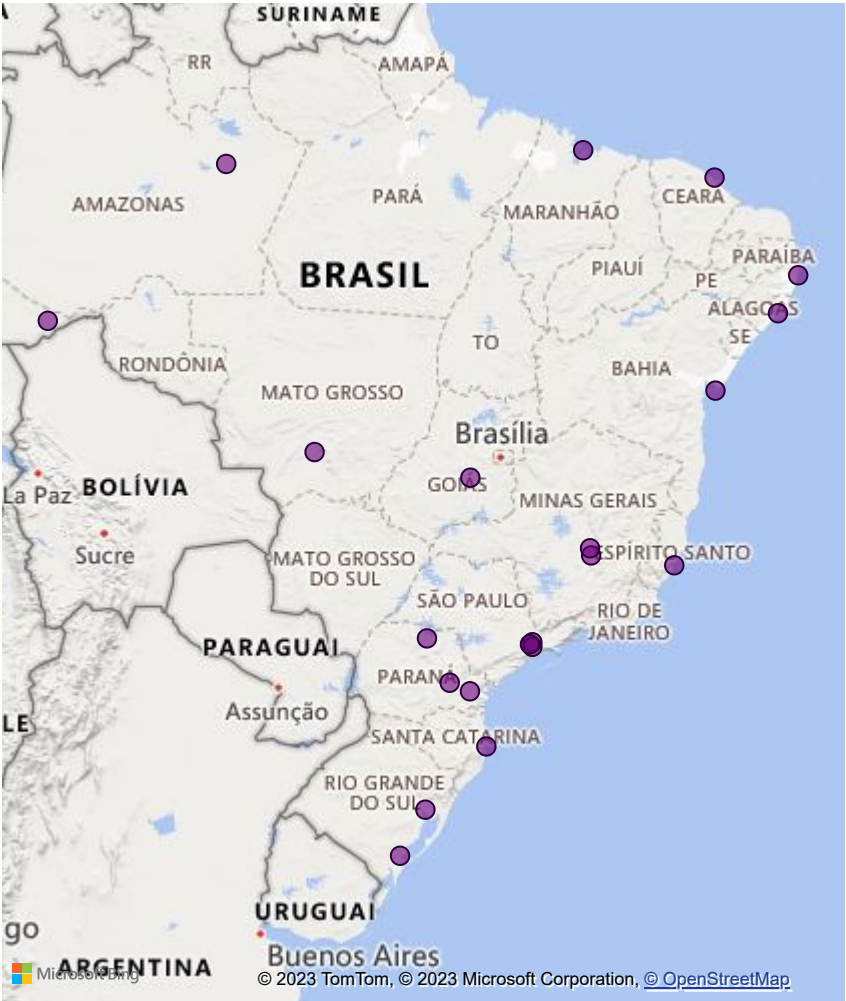 SURINAME
RR
AMAPÁ
AMAZONAS
PARÁ
CEARÁ
MARANHÃO
PARAÍBA
BRASIL
PIAUÍ
PE
ALAGOAS
SE
TO
RONDÔNIA
BAHIA
MATO GROSSO
Brasília
La Paz
BOLÍVIA
GOIÁS
MINAS GERAIS
Sucre
MATO GROSSO
DO SUL
ESPÍRITO SANTO
SÃO PAULO
RIO DE
JANEIRO
PARAGUAI
PARANÁ
Assunção
LE
SANTA CATARINA
RIO GRANDE
DO SUL
URUGUAI
go
Buenos Aires
ARGENTINA
Microsoft Bing
© 2023 TomTom, © 2023 Microsoft Corporation, © OpenStreetMap